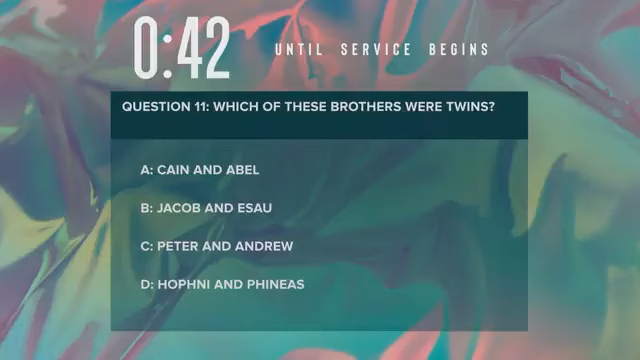 0:42 UNTIL SERVICE BEGINS
QUESTION 11: WHICH OF THESE BROTHERS WERE TWINS?
A: CAIN AND ABEL
B: JACOB AND ESAU
C: PETER AND ANDREW
D: HOPHNI AND PHINEAS